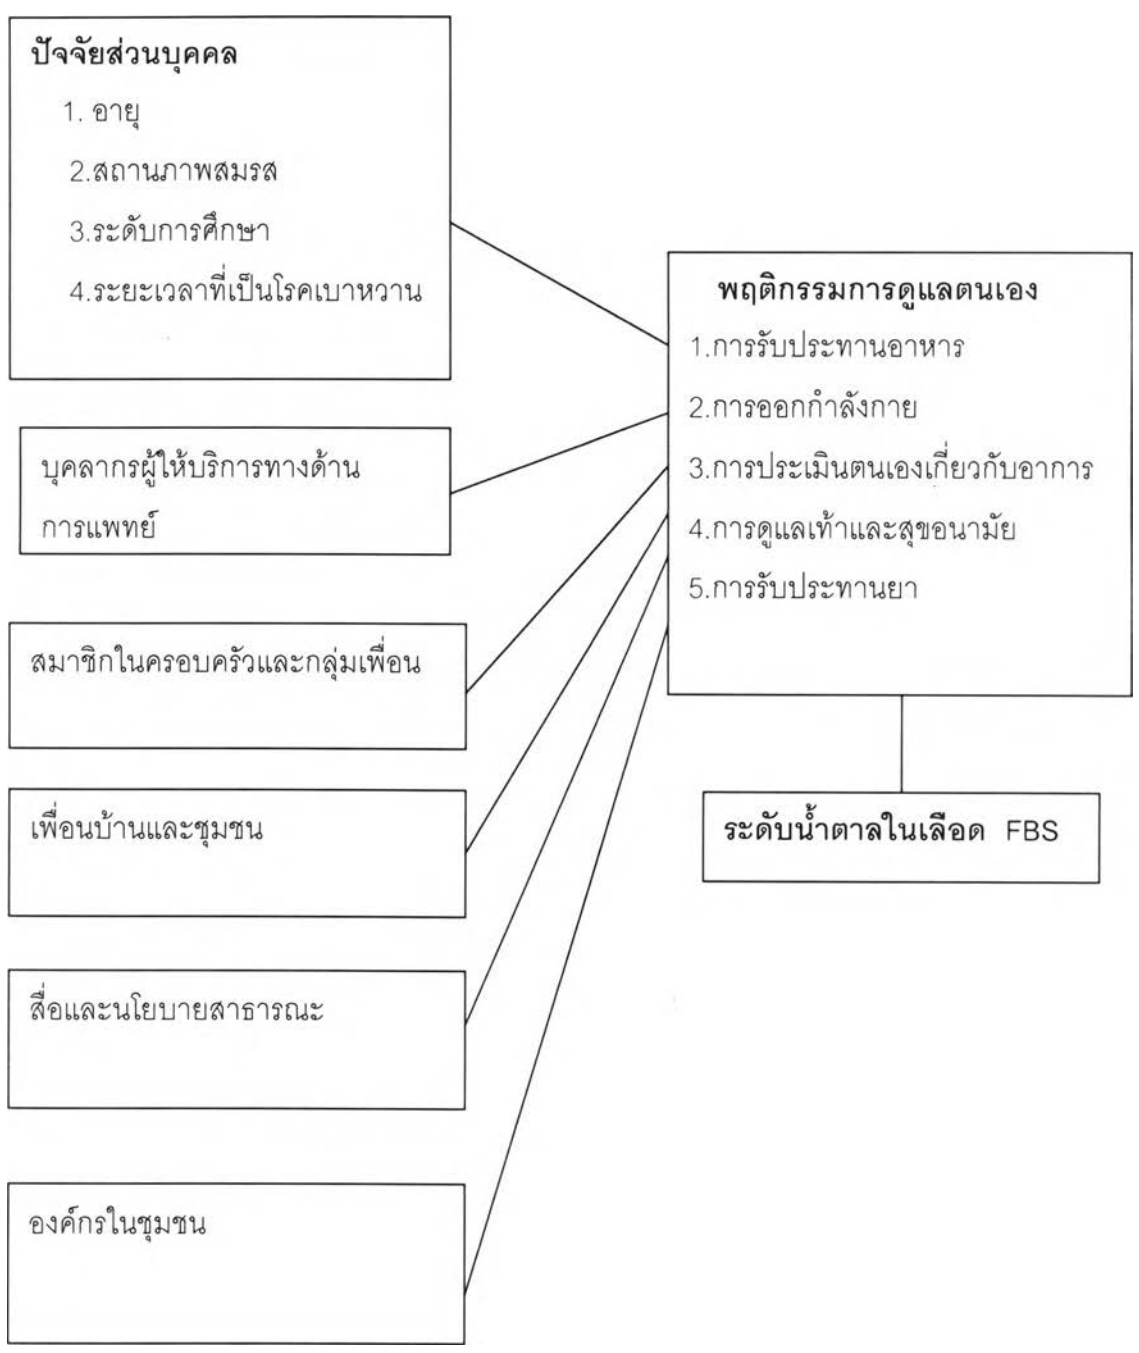 ปัจจัยส่วนบุคคล
1. อายุ
2.สถานภาพสมรส
3.ระดับการศึกษา
4.ระยะเวลาที่เป็นโรคเบาหวาน
บุคลากรผู้ให้บริการทางด้าน
การแพทย์
สมาชิกในครอบครัวและกลุ่มเพื่อน
เพื่อนบ้านและชุมชน
สื่อและนโยบายสาธารณะ
องค์กรในชุมชน
พฤติกรรมการดูแลตนเอง
1.การรับประทานอาหาร
2.การออกกำลังกาย
3.การประเมินตนเองเกี่ยวกับอาการ
4.การดูแลเท้าและสุขอนามัย
5.การรับประทานยา
ระดับน้ำตาลในเลือด FBS